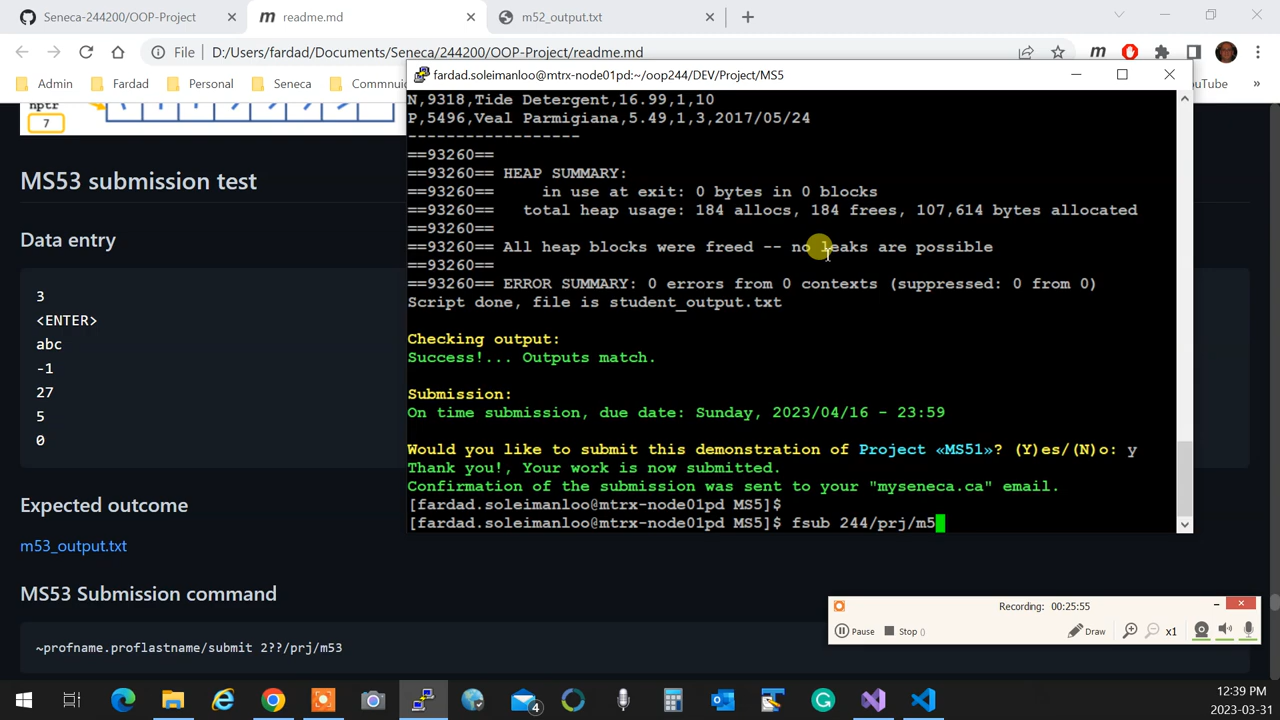 Seneca-244200/OOP-Project
readme.md
m52_output.txt
File
D:/Users/fardad/Documents/Seneca/244200/OOP-Project/readme.md
Admin
Fardad
Personal
Seneca
Commnuic
fardad.soleimanloo@mtrx-node01pd:~/oop244/DEV/Project/MS5
YouTube
hptr
7
MS53 submission test
Data entry
3
<ENTER>
abc
-1
27
5
0
Expected outcome
m53_output.txt
MS53 Submission command
~profname.proflastname/submit 2??/prj/m53
N,9318,Tide Detergent,16.99,1,10
P,5496,Veal Parmigiana,5.49,1,3,2017/05/24
------------------
==93260==
==93260== HEAP SUMMARY:
==93260==     in use at exit: 0 bytes in 0 blocks
==93260==   total heap usage: 184 allocs, 184 frees, 107,614 bytes allocated
==93260==
==93260== All heap blocks were freed -- no leaks are possible
==93260==
==93260== ERROR SUMMARY: 0 errors from 0 contexts (suppressed: 0 from 0)
Script done, file is student_output.txt
Checking output:
Success!... Outputs match.
Submission:
On time submission, due date: Sunday, 2023/04/16 - 23:59
Would you like to submit this demonstration of Project «MS51»? (Y)es/(N)o: y
Thank you!, Your work is now submitted.
Confirmation of the submission was sent to your "myseneca.ca" email.
[fardad.soleimanloo@mtrx-node01pd MS5]$
[fardad.soleimanloo@mtrx-node01pd MS5]$ fsub 244/prj/m5
Recording: 00:25:55
Pause
Stop ()
Draw
x1
4
12:39 PM
2023-03-31